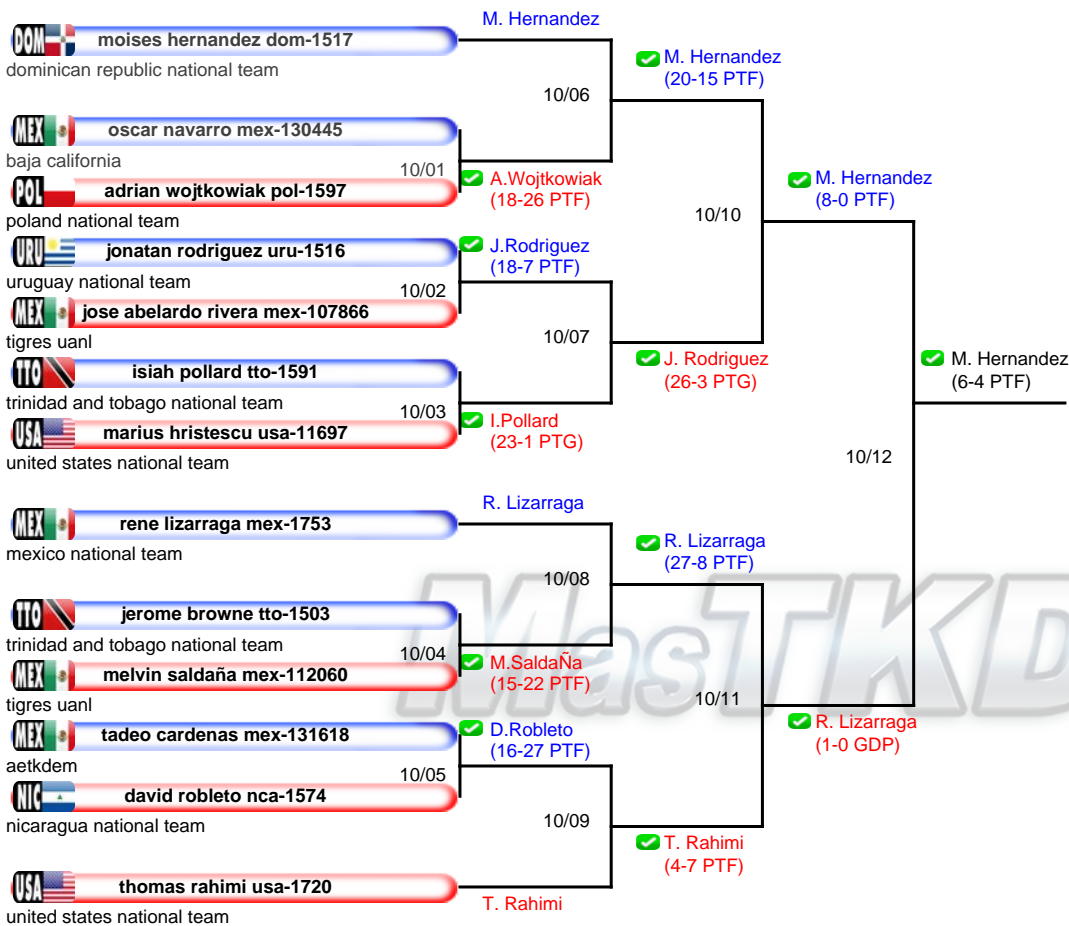 DOM moises hernandez dom-1517
dominican republic national team
MEX oscar navarro mex-130445
baja california
POL adrian wojtkowiak pol-1597
poland national team
URU jonatan rodriguez uru-1516
uruguay national team
MEX jose abelardo rivera mex-107866
tigres uanl
TTO isiah pollard tto-1591
trinidad and tobago national team
USA marius hristescu usa-11697
united states national team
MEX rene lizarraga mex-1753
mexico national team
TTO jerome browne tto-1503
trinidad and tobago national team
MEX melvin saldaña mex-112060
tigres uanl
MEX tadeo cardenas mex-131618
aetkdem
NIC david robleto nca-1574
nicaragua national team
USA thomas rahimi usa-1720
united states national team
10/01
10/02
10/03
10/04
10/05
M. Hernandez
A.Wojtkowiak
(18-26 PTF)
J.Rodriguez
(18-7 PTF)
I.Pollard
(23-1 PTG)
R. Lizarraga
M.SaldaÑa
(15-22 PTF)
D.Robleto
(16-27 PTF)
T. Rahimi
10/06
10/07
10/08
10/09
M. Hernandez
(20-15 PTF)
J. Rodriguez
(26-3 PTG)
R. Lizarraga
(27-8 PTF)
T. Rahimi
(4-7 PTF)
10/10
10/11
M. Hernandez
(8-0 PTF)
R. Lizarraga
(1-0 GDP)
10/12
M. Hernandez
(6-4 PTF)
MasTKD